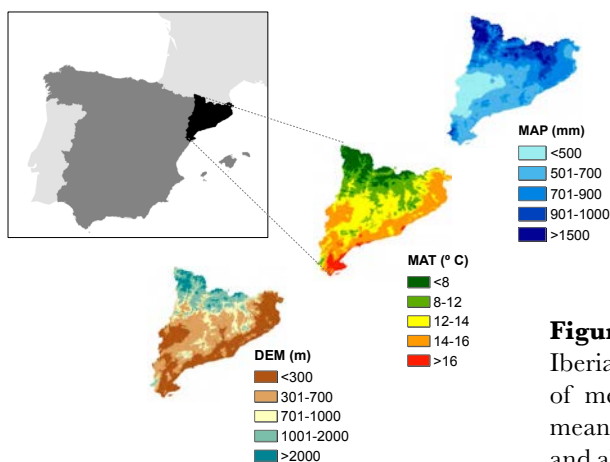 MAP (mm)
<500
501-700
701-900
901-1000
>1500
MAT (º C)
<8
8-12
12-14
14-16
>16
DEM (m)
<300
301-700
701-1000
1001-2000
>2000
Figur
Iberia
of mo
mean
and a